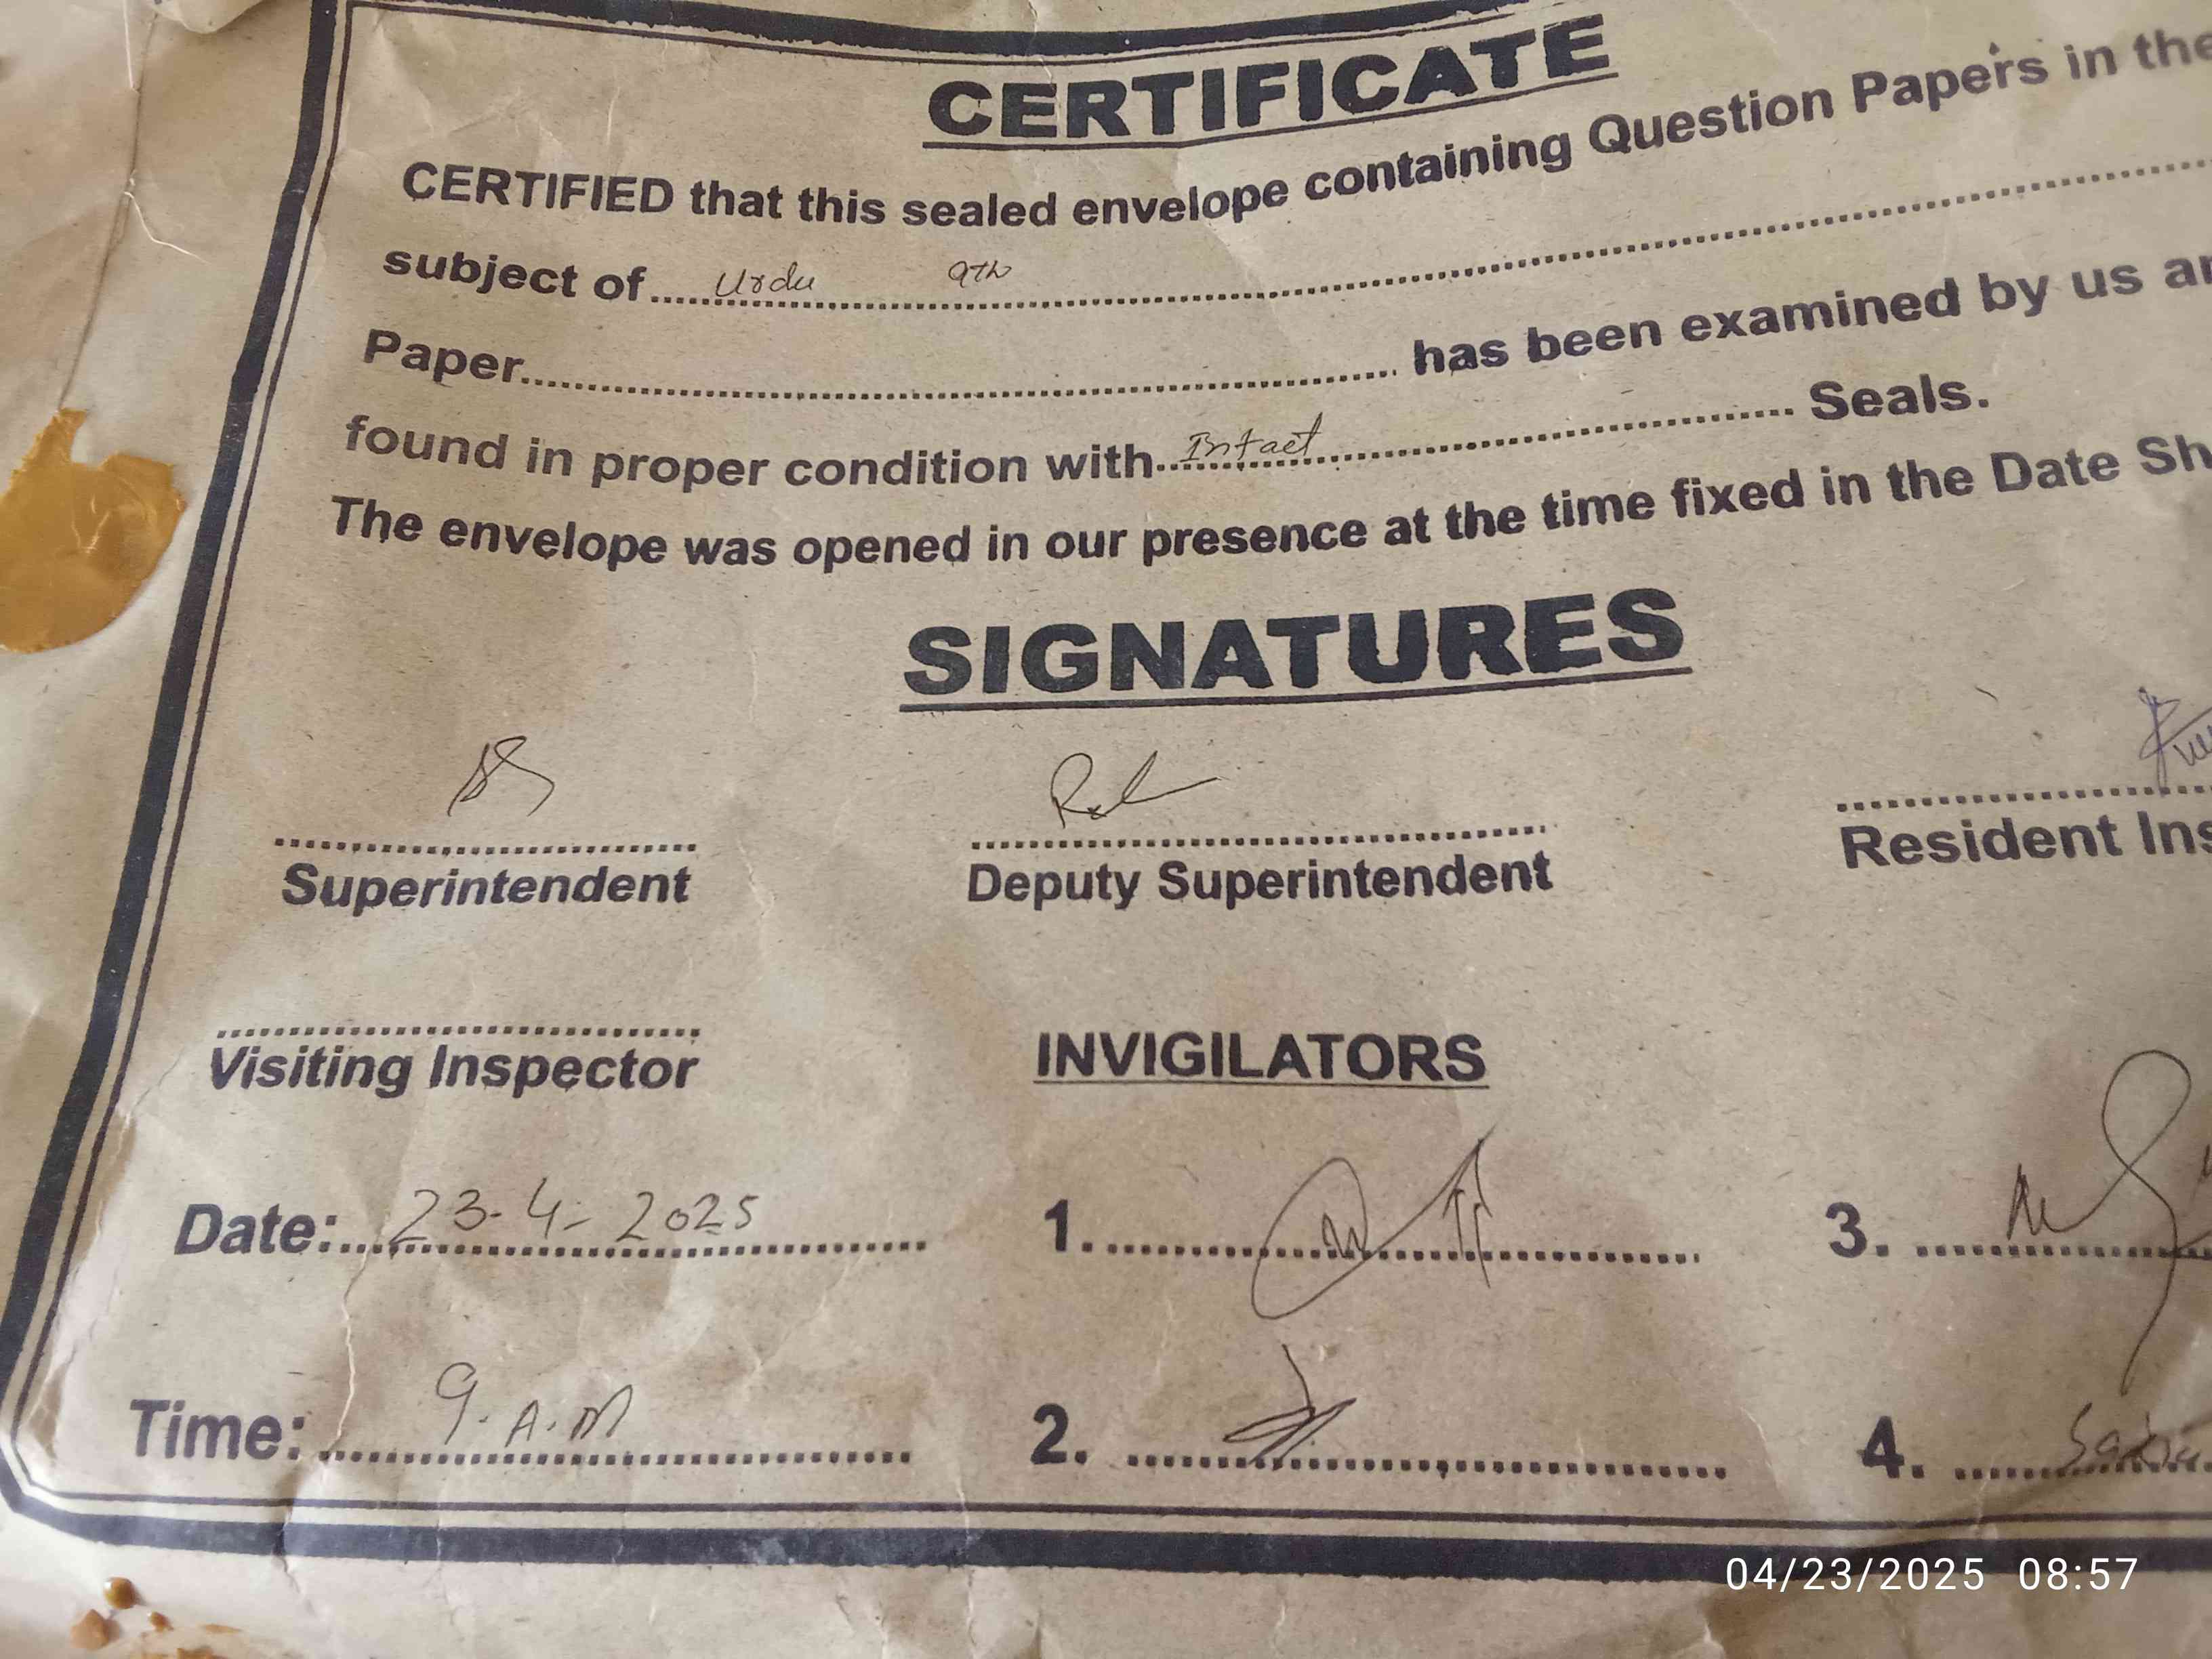 CERTIFICATE
CERTIFIED that this sealed envelope containing Question Papers in the
subject of Urdu 9th
Paper has been examined by us
found in proper condition with Intact Seals.
The envelope was opened in our presence at the time fixed in the Date
SIGNATURES
Superintendent
Deputy Superintendent
Resident
Visiting Inspector
INVIGILATORS
Date: 23-4-2025
1.
3.
Time: 9.A.M
2.
4.
04/23/2025 08:57